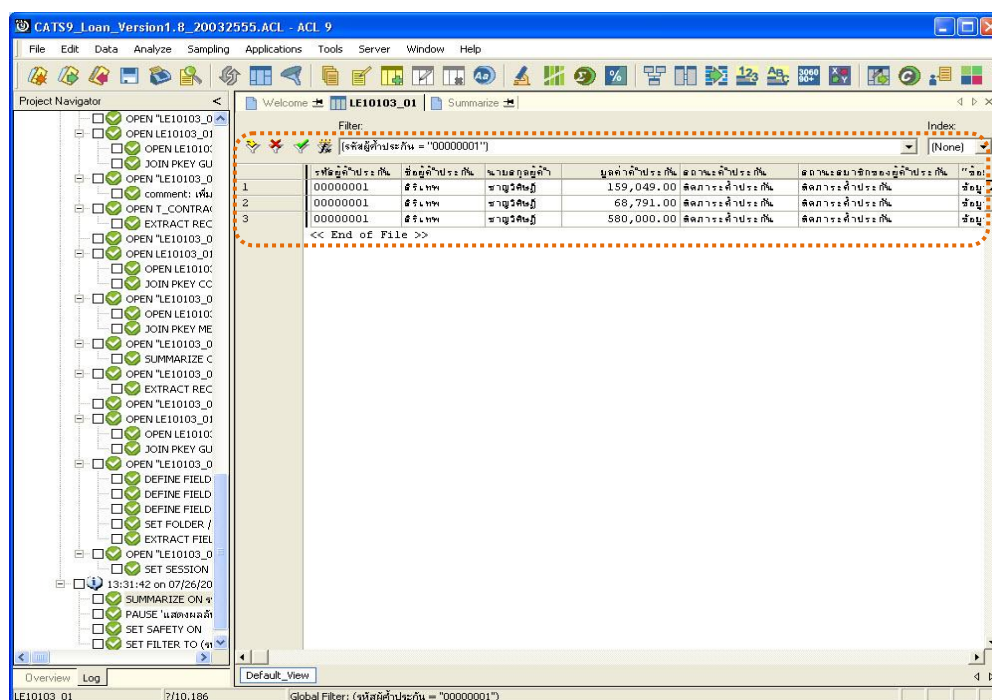 CATS9_Loan_Version1.8_20032555.ACL - ACL 9
File Edit Data Analyze Sampling Applications Tools Server Window Help
Project Navigator <
Welcome LE10103_01 Summarize
Filter: Index:
(รหัสผู้ค้ำประกัน = "00000001") (None)
รหัสผู้ค้ำประกัน ชื่อผู้ค้ำประกัน นามสกุลผู้ค้ำ มูลค่าค้ำประกัน สถานะค้ำประกัน สถานะสมาชิกของผู้ค้ำประกัน
1 00000001 ชาญวิศิษฎ์ 159,049.00 ติดภาระค้ำประกัน ติดภาระค้ำประกัน
2 00000001 ชาญวิศิษฎ์ 68,791.00 ติดภาระค้ำประกัน ติดภาระค้ำประกัน
3 00000001 ชาญวิศิษฎ์ 580,000.00 ติดภาระค้ำประกัน ติดภาระค้ำประกัน
<< End of File >>
OPEN "LE10103_0
OPEN LE10103_01
OPEN LE1010:
JOIN PKEY GU
OPEN "LE10103_0
comment: เพิ่ม
OPEN T_CONTRA
EXTRACT REC
OPEN "LE10103_0
OPEN LE10103_01
OPEN LE1010:
JOIN PKEY CC
OPEN "LE10103_0
OPEN LE1010:
JOIN PKEY ME
OPEN "LE10103_0
SUMMARIZE C
OPEN "LE10103_0
EXTRACT REC
OPEN "LE10103_0
OPEN LE10103_01
OPEN LE1010:
JOIN PKEY GU
OPEN "LE10103_0
DEFINE FIELD
DEFINE FIELD
DEFINE FIELD
SET FOLDER /
EXTRACT FIEL
OPEN "LE10103_0
SET SESSION
13:31:42 on 07/26/20
SUMMARIZE ON ร
PAUSE 'แสดงผลลั
SET SAFETY ON
SET FILTER TO (ร
Overview Log
Default_View
LE10103_01 ?/10,186 Global Filter: (รหัสผู้ค้ำประกัน = "00000001")